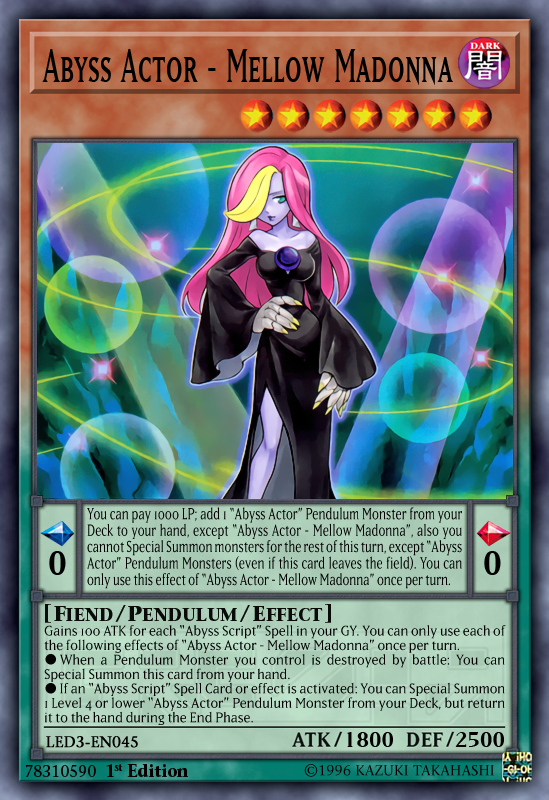 Abyss Actor - Mellow Madonna
DARK
闇
You can pay 1000 LP; add 1 "Abyss Actor" Pendulum Monster from your
Deck to your hand, except "Abyss Actor - Mellow Madonna", also you
cannot Special Summon monsters for the rest of this turn, except "Abyss
Actor" Pendulum Monsters (even if this card leaves the field). You can
only use this effect of "Abyss Actor - Mellow Madonna" once per turn.
0
0
[Fiend/Pendulum/Effect]
Gains 100 ATK for each "Abyss Script" Spell in your GY. You can only use each of
the following effects of "Abyss Actor - Mellow Madonna" once per turn.
● When a Pendulum Monster you control is destroyed by battle: You can
Special Summon this card from your hand.
● If an "Abyss Script" Spell Card or effect is activated: You can Special Summon
1 Level 4 or lower "Abyss Actor" Pendulum Monster from your Deck, but return
it to the hand during the End Phase.
LED3-EN045 ATK/1800 DEF/2500
78310590 1st Edition ©1996 KAZUKI TAKAHASHI